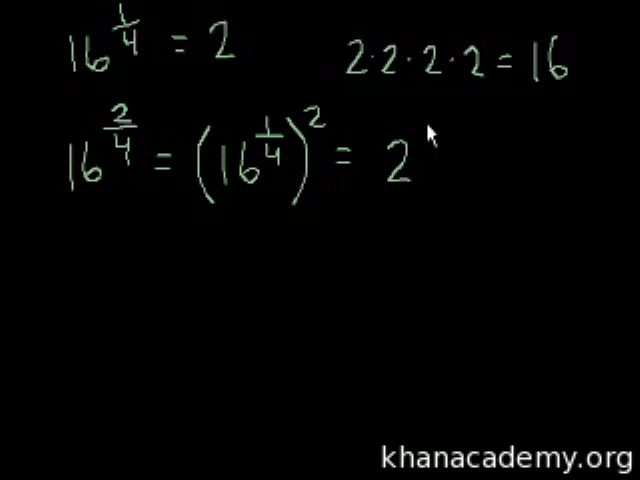 16^{1/4} = 2    2·2·2·2 = 16
16^{2/4} = (16^{1/4})^2 = 2
khanacademy.org